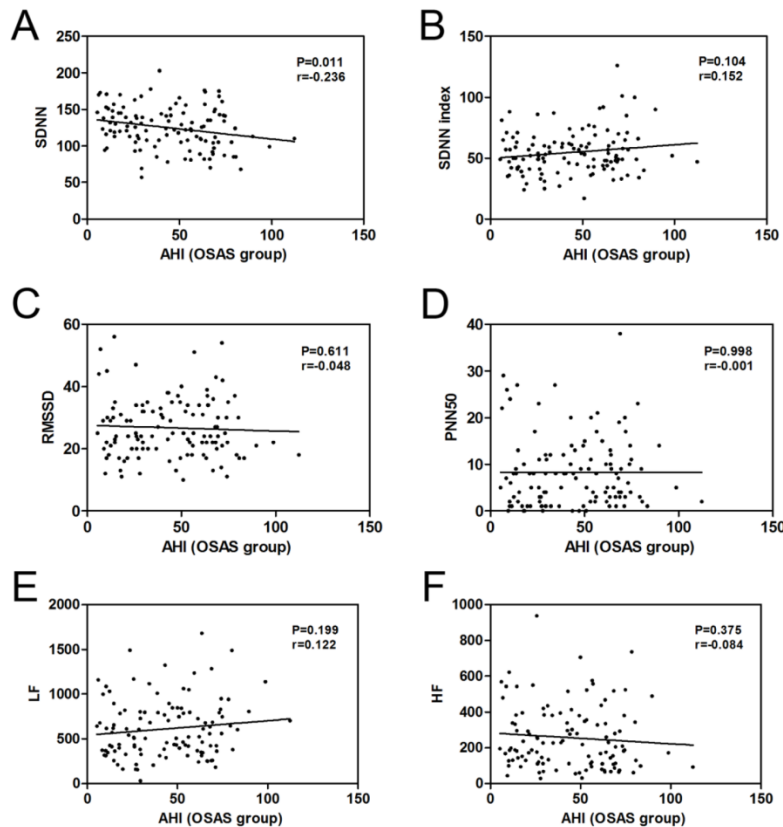 A
250
200
150
100
50
0
SDNN
P=0.011
r=-0.236
0 50 100 150
AHI (OSAS group)
B
150
100
50
0
SDNN index
P=0.104
r=0.152
0 50 100 150
AHI (OSAS group)
C
60
40
20
0
RMSSD
P=0.611
r=-0.048
0 50 100 150
AHI (OSAS group)
D
40
30
20
10
0
PNN50
P=0.998
r=-0.001
0 50 100 150
AHI (OSAS group)
E
2000
1500
1000
500
0
LF
P=0.199
r=0.122
0 50 100 150
AHI (OSAS group)
F
1000
800
600
400
200
0
HF
P=0.375
r=-0.084
0 50 100 150
AHI (OSAS group)